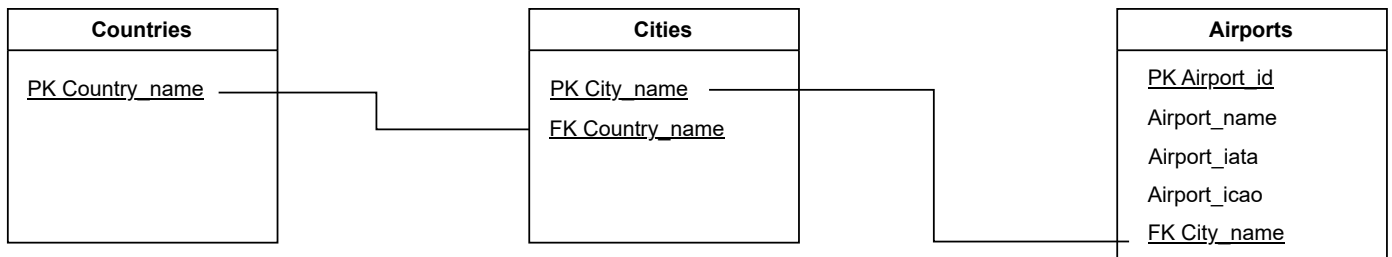 Countries
PK Country_name
Cities
PK City_name
FK Country_name
Airports
PK Airport_id
Airport_name
Airport_iata
Airport_icao
FK City_name